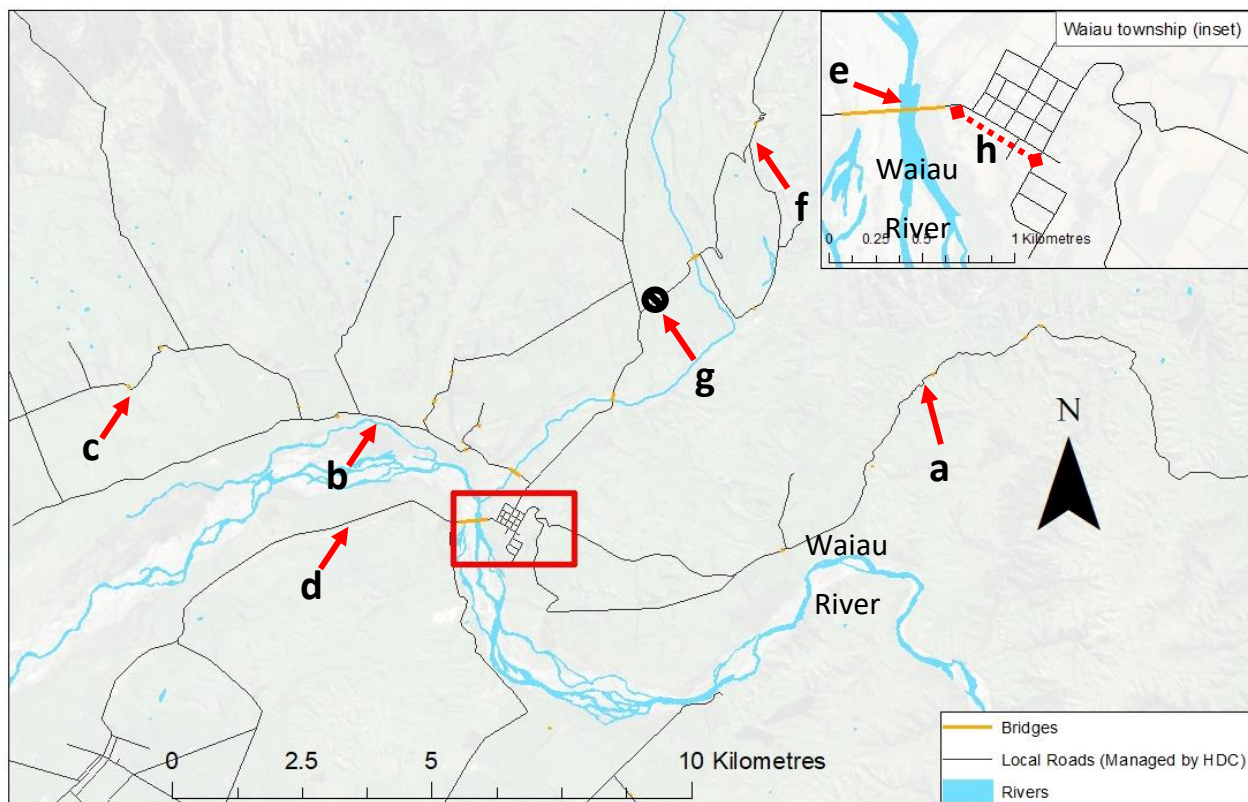 Waiau township (inset)
e
h
Waiau
River
0 0.25 0.5 1 Kilometres
f
g
c
b
a
N
d
Waiau
River
0 2.5 5 10 Kilometres
Bridges
Local Roads (Managed by HDC)
Rivers